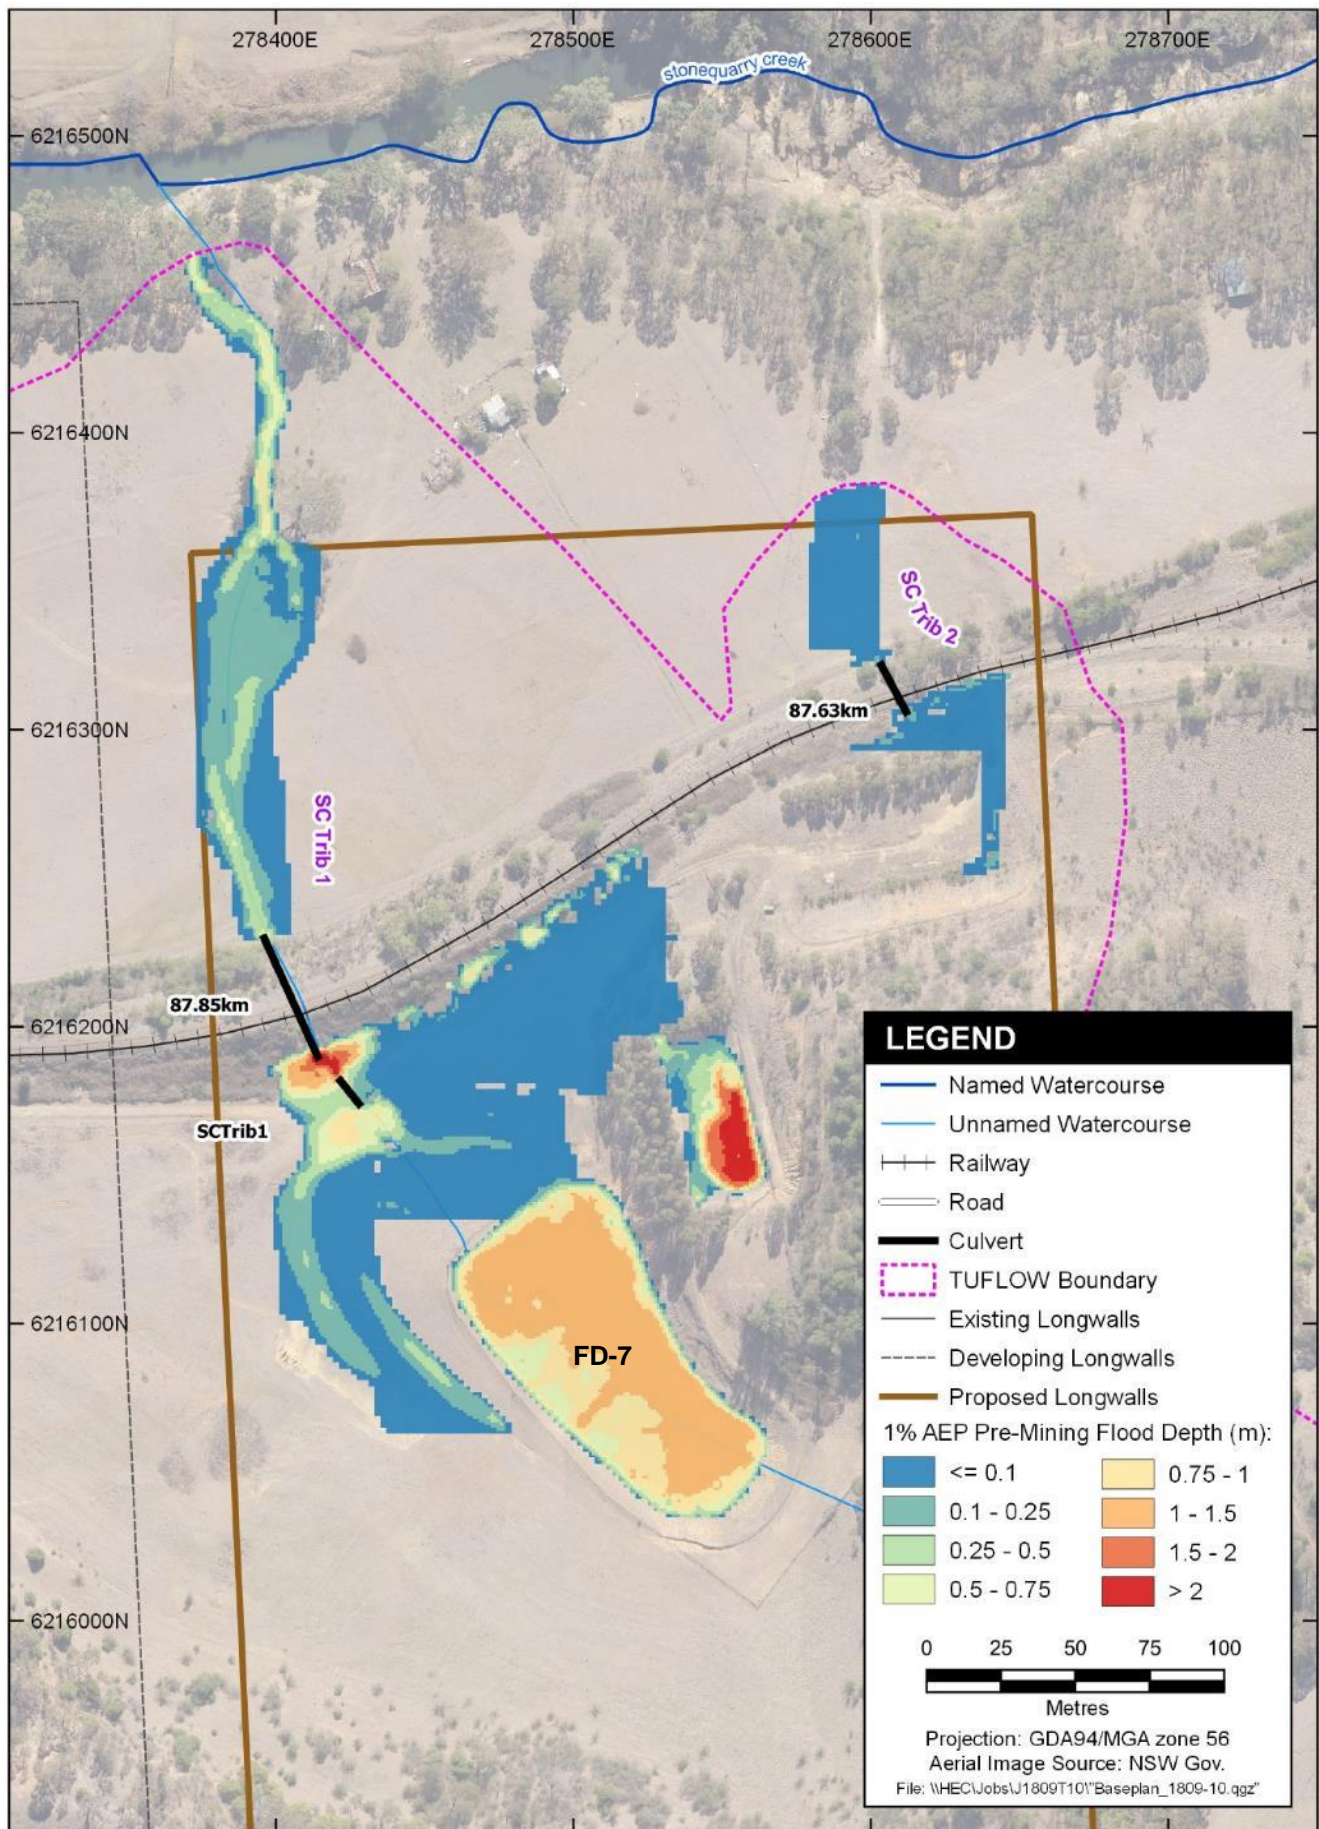 278400E
278500E
278600E
278700E
stonequarry creek
6216500N
6216400N
SC Trib 2
87.63km
6216300N
SC Trib 1
87.85km
6216200N
SCTrib1
6216100N
FD-7
6216000N
LEGEND
Named Watercourse
Unnamed Watercourse
Railway
Road
Culvert
TUFLOW Boundary
Existing Longwalls
Developing Longwalls
Proposed Longwalls
1% AEP Pre-Mining Flood Depth (m):
<= 0.1
0.75 - 1
0.1 - 0.25
1 - 1.5
0.25 - 0.5
1.5 - 2
0.5 - 0.75
> 2
0 25 50 75 100
Metres
Projection: GDA94/MGA zone 56
Aerial Image Source: NSW Gov.
File: \\HEC\Jobs\J1809T10\"Baseplan_1809-10.qgz"